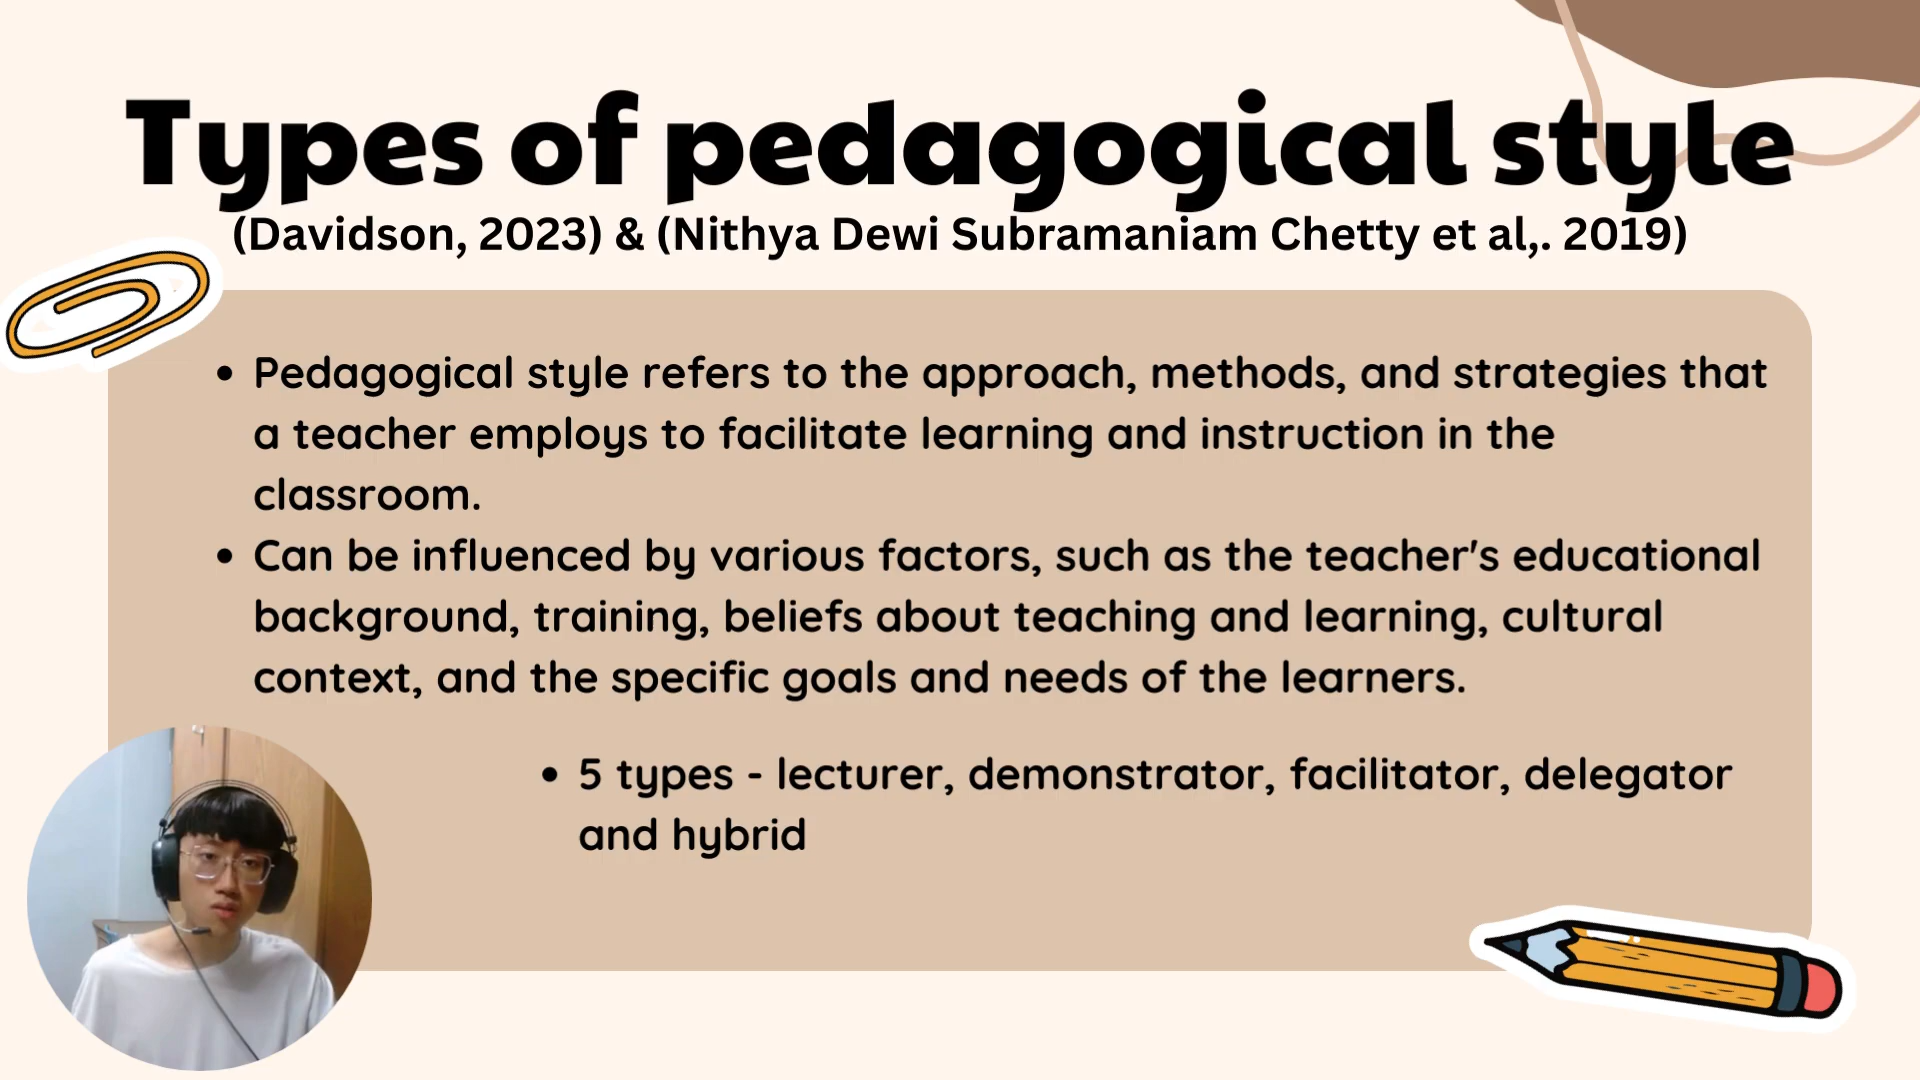 Types of pedagogical style
(Davidson, 2023) & (Nithya Dewi Subramaniam Chetty et al,. 2019)
• Pedagogical style refers to the approach, methods, and strategies that
a teacher employs to facilitate learning and instruction in the
classroom.
• Can be influenced by various factors, such as the teacher's educational
background, training, beliefs about teaching and learning, cultural
context, and the specific goals and needs of the learners.
• 5 types - lecturer, demonstrator, facilitator, delegator
and hybrid